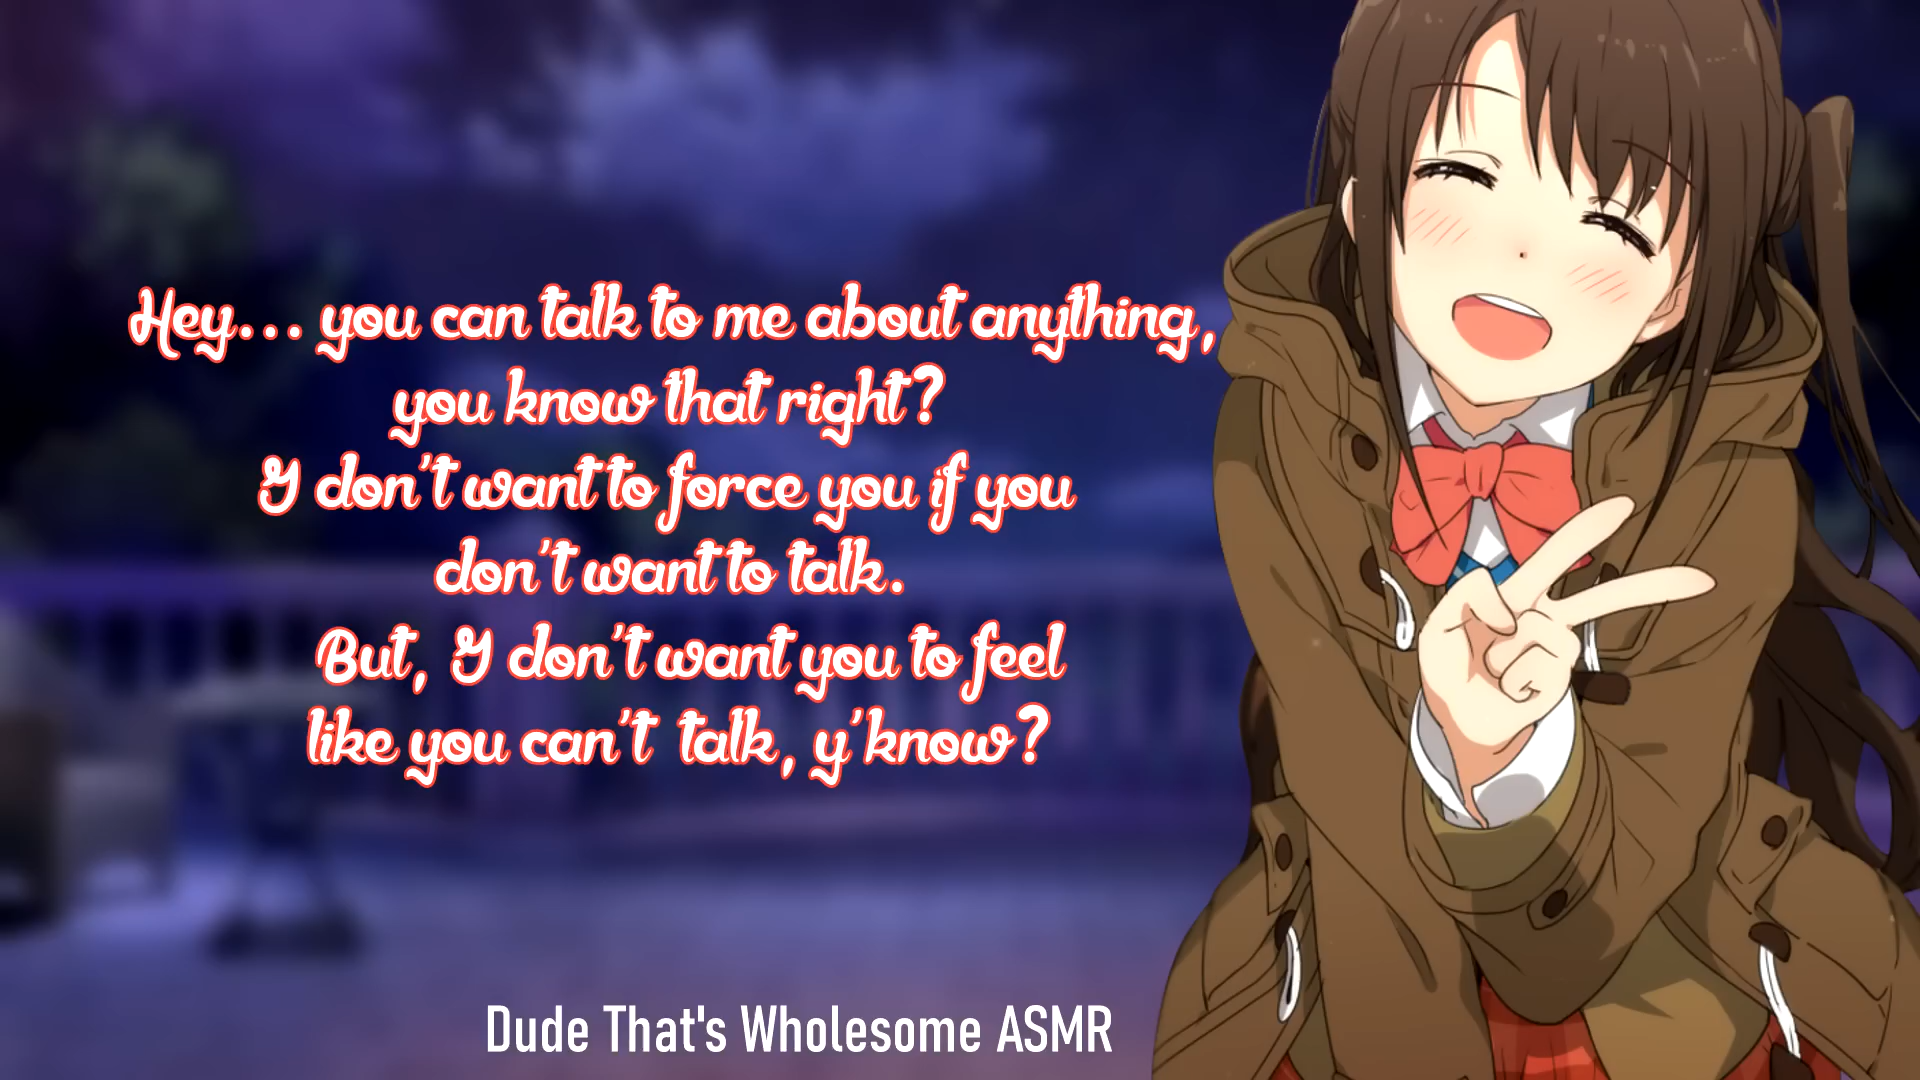 Hey... you can talk to me about anything,
you know that right?
I don't want to force you if you
don't want to talk.
But, I don't want you to feel
like you can't talk, y'know?
Dude That's Wholesome ASMR